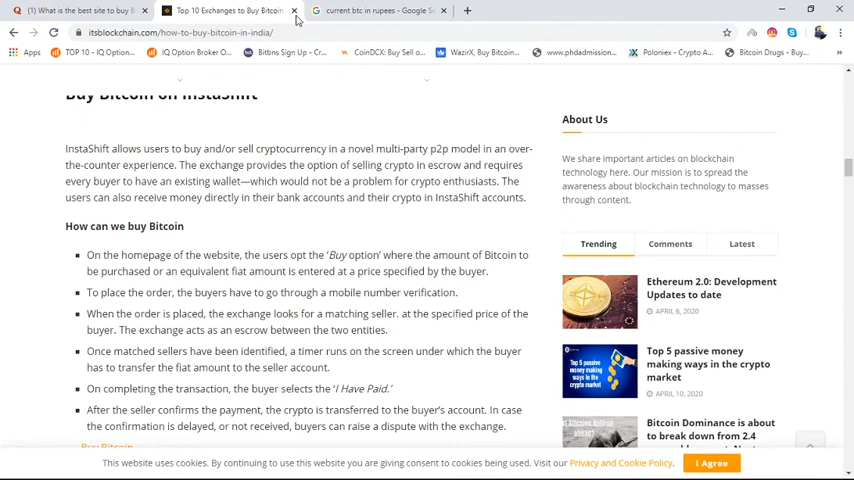 (1) What is the best site to buy B
Top 10 Exchanges to Buy Bitcoin
current btc in rupees - Google Se
itsblockchain.com/how-to-buy-bitcoin-in-india/
Apps
TOP 10 - IQ Option...
IQ Option Broker O...
Bitbns Sign Up - Cr...
CoinDCX: Buy Sell o...
WazirX, Buy Bitcoin...
www.phdadmission...
Poloniex - Crypto A...
Bitcoin Drugs - Buy...
Buy Bitcoin on InstaShift
InstaShift allows users to buy and/or sell cryptocurrency in a novel multi-party p2p model in an over-
the-counter experience. The exchange provides the option of selling crypto in escrow and requires
every buyer to have an existing wallet—which would not be a problem for crypto enthusiasts. The
users can also receive money directly in their bank accounts and their crypto in InstaShift accounts.
How can we buy Bitcoin
On the homepage of the website, the users opt the ‘Buy option’ where the amount of Bitcoin to
be purchased or an equivalent fiat amount is entered at a price specified by the buyer.
To place the order, the buyers have to go through a mobile number verification.
When the order is placed, the exchange looks for a matching seller. at the specified price of the
buyer. The exchange acts as an escrow between the two entities.
Once matched sellers have been identified, a timer runs on the screen under which the buyer
has to transfer the fiat amount to the seller account.
On completing the transaction, the buyer selects the ‘I Have Paid.’
After the seller confirms the payment, the crypto is transferred to the buyer’s account. In case
the confirmation is delayed, or not received, buyers can raise a dispute with the exchange.
Buy Bitcoin
About Us
We share important articles on blockchain
technology here. Our mission is to spread the
awareness about blockchain technology to masses
through content.
Trending
Comments
Latest
Ethereum 2.0: Development
Updates to date
APRIL 6, 2020
Top 5 passive
money
making ways in
the crypto
market
Top 5 passive money
making ways in the crypto
market
APRIL 10, 2020
Bitcoin Dominance is about
to break down from 2.4
This website uses cookies. By continuing to use this website you are giving consent to cookies being used. Visit our Privacy and Cookie Policy.
I Agree